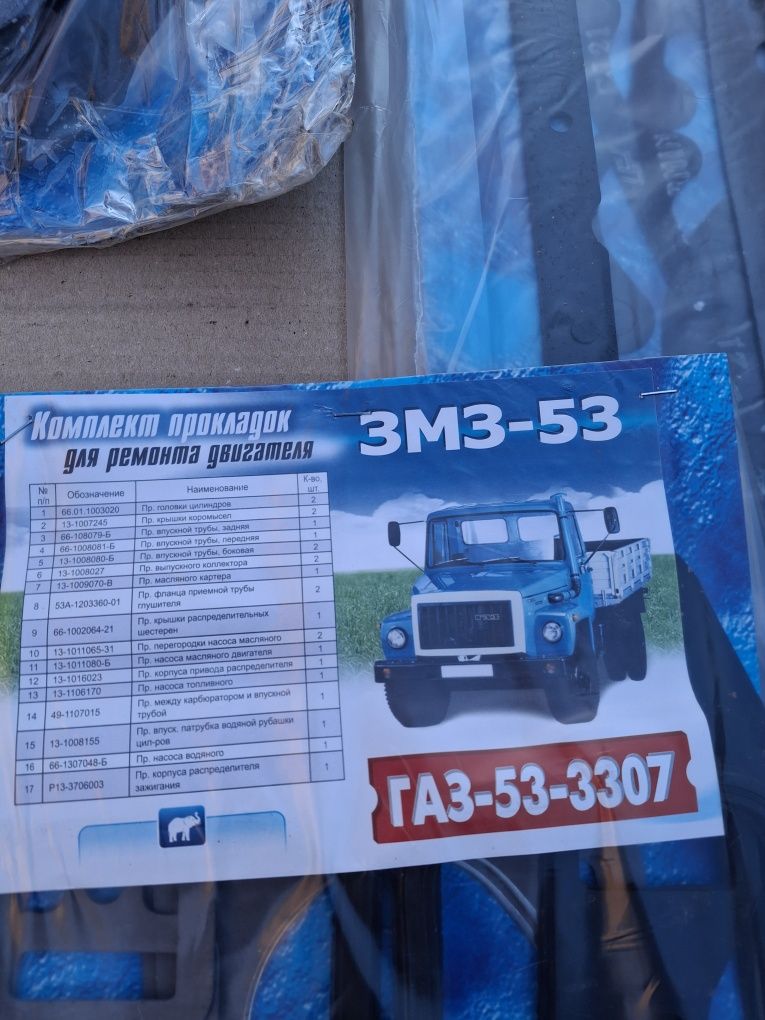 Комплект прокладок
для ремонта двигателя
ЗМЗ-53
№ п/п Обозначение Наименование К-во. шт.
1 66.01.1003020 Пр. головки цилиндров 2
2 13-1007245 Пр. крышки коромысел 2
3 66-108079-Б Пр. впускной трубы, задняя 1
4 66-1008081-Б Пр. впускной трубы, передняя 1
5 13-1008080-Б Пр. впускной трубы, боковая 2
6 13-1008027 Пр. выпускного коллектора 2
7 13-1009070-В Пр. масляного картера 1
8 53А-1203360-01 Пр. фланца приемной трубы
глушителя 2
9 66-1002064-21 Пр. крышки распределительных
шестерен 1
10 13-1011065-31 Пр. перегородки насоса масляного 2
11 13-1011080-Б Пр. насоса масляного двигателя 1
12 13-1016023 Пр. корпуса привода распределителя 1
13 13-1106170 Пр. насоса топливного 1
14 49-1107015 Пр. между карбюратором и впускной
трубой 1
15 13-1008155 Пр. впуск. патрубка водяной рубашки
цил-ров 1
16 66-1307048-Б Пр. насоса водяного 1
17 Р13-3706003 Пр. корпуса распределителя
зажигания 1
ГАЗ
ГАЗ-53-3307